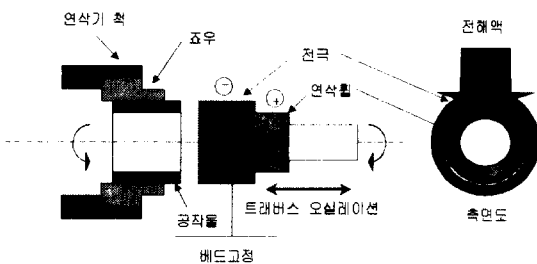 연삭기 척
죠우
전해액
전극
연삭휠
−
+
공작물
트래버스 오실레이션
측면도
베드고정